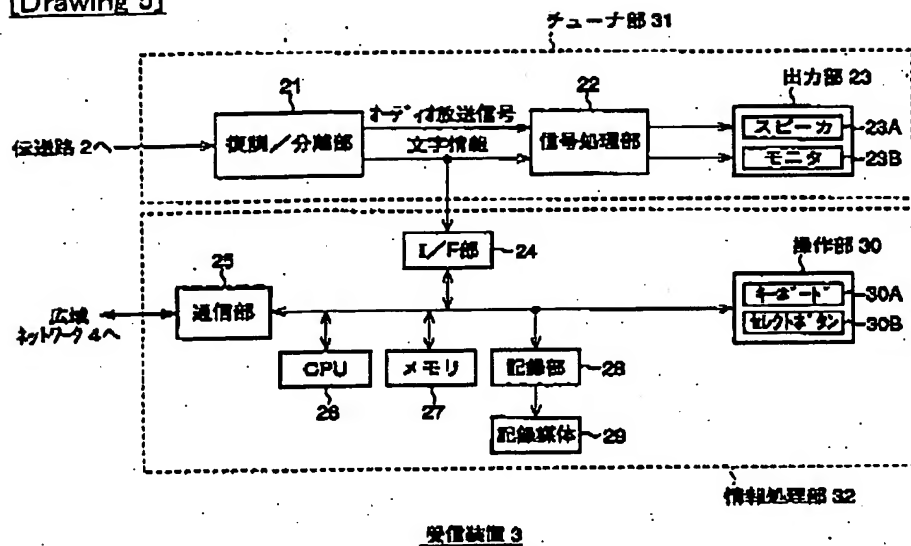 [Drawing 5]
チューナ部 31
21
復調/分離部
オーディオ放送信号
文字情報
22
信号処理部
出力部 23
スピーカ
23A
モニタ
23B
伝送路 2へ
I/F部
24
25
通信部
広域
ネットワーク 4へ
操作部 30
キーボード
30A
セレクトボタン
30B
CPU
26
メモリ
27
記録部
28
記録媒体
29
情報処理部 32
受信装置 3